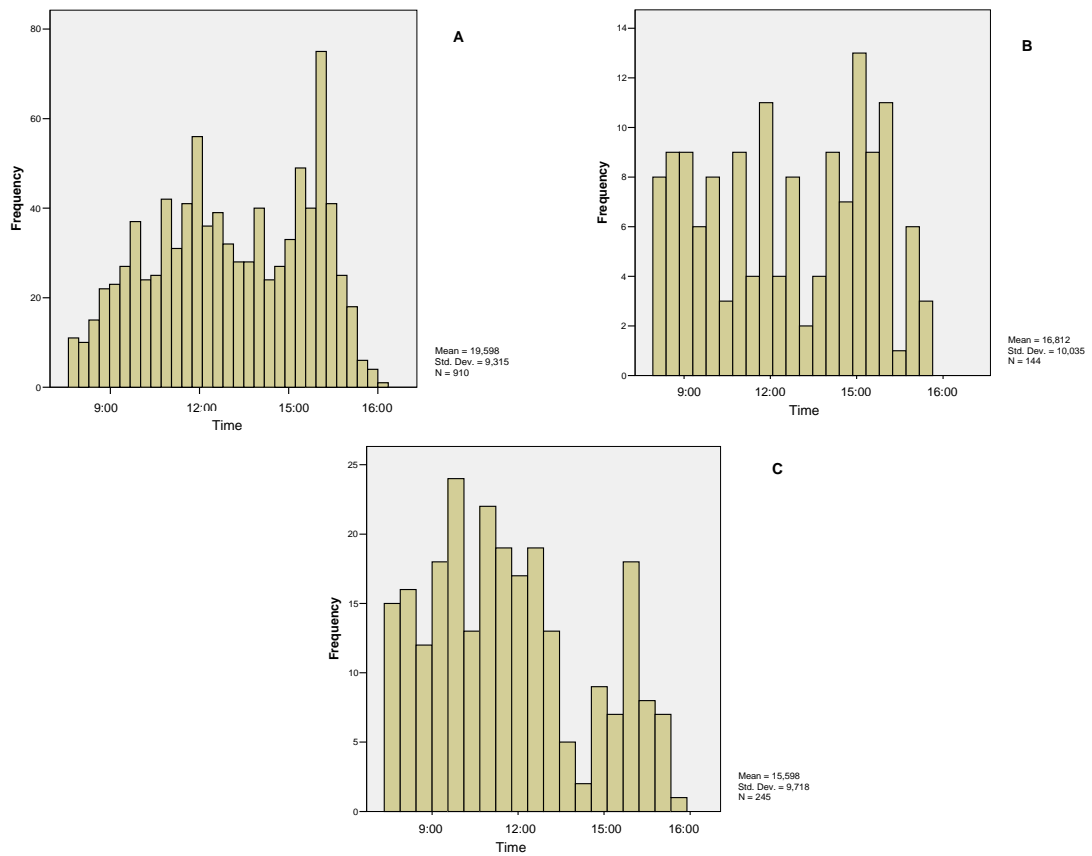 A
Frequency
80
60
40
20
0
9:00 12:00 15:00 16:00
Time
Mean = 19,598
Std. Dev. = 9,315
N = 910
B
Frequency
14
12
10
8
6
4
2
0
9:00 12:00 15:00 16:00
Time
Mean = 16,812
Std. Dev. = 10,035
N = 144
C
Frequency
25
20
15
10
5
0
9:00 12:00 15:00 16:00
Time
Mean = 15,598
Std. Dev. = 9,718
N = 245